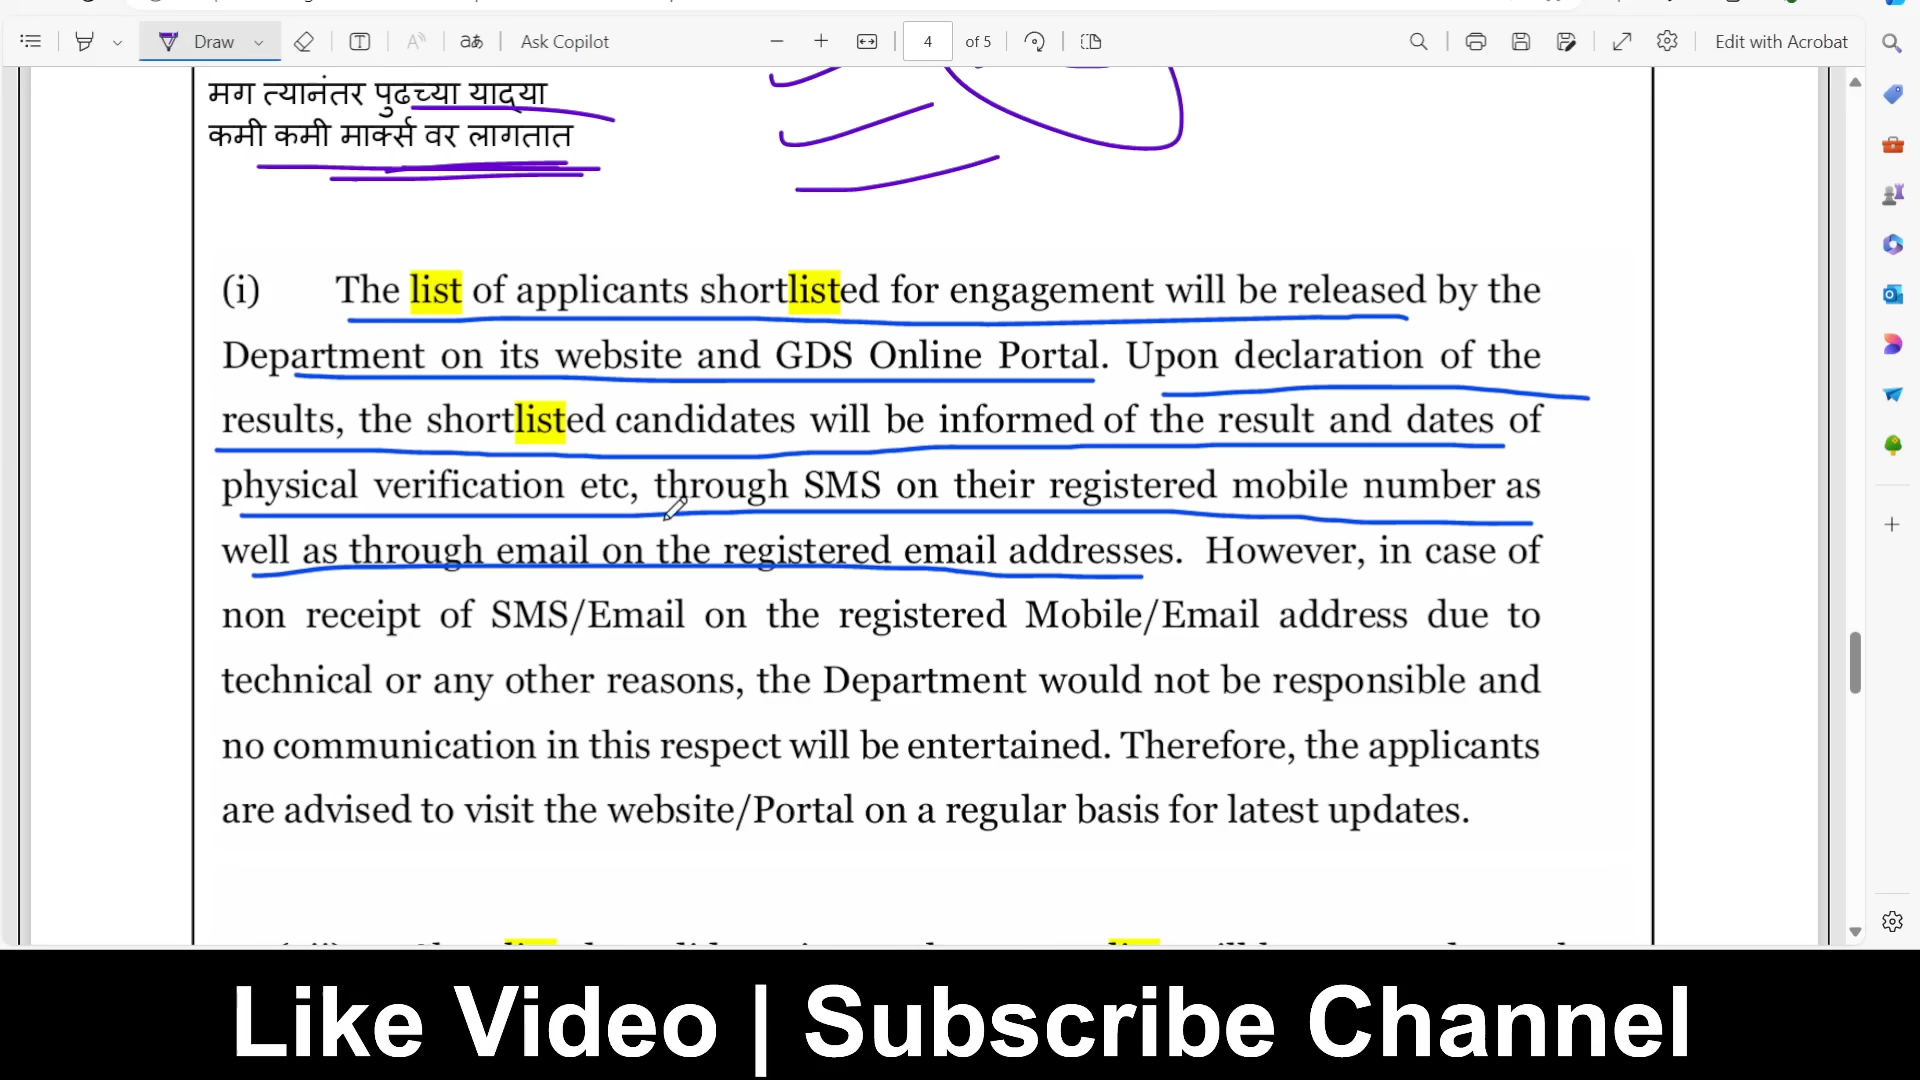 Draw
Ask Copilot
4 of 5
Edit with Acrobat
मग त्यानंतर पुढच्या याद्या
कमी कमी मार्क्स वर लागतात
(i) The list of applicants shortlisted for engagement will be released by the
Department on its website and GDS Online Portal. Upon declaration of the
results, the shortlisted candidates will be informed of the result and dates of
physical verification etc, through SMS on their registered mobile number as
well as through email on the registered email addresses. However, in case of
non receipt of SMS/Email on the registered Mobile/Email address due to
technical or any other reasons, the Department would not be responsible and
no communication in this respect will be entertained. Therefore, the applicants
are advised to visit the website/Portal on a regular basis for latest updates.
Like Video | Subscribe Channel